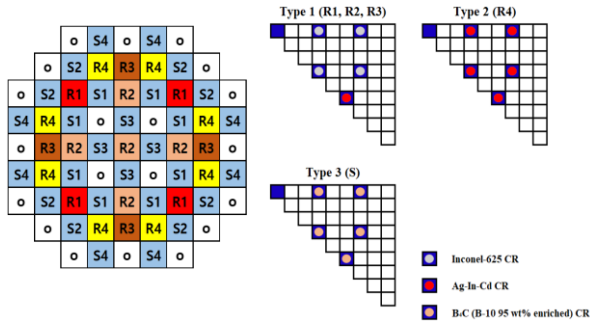 Type 1 (R1, R2, R3)
Type 2 (R4)
o S4 o S4 o
o S2 R4 R3 R4 S2 o
o S2 R1 S1 R2 S1 R1 S2 o
S4 R4 S1 o S3 o S1 R4 S4
o R3 R2 S3 R2 S3 R2 R3 o
S4 R4 S1 o S3 o S1 R4 S4
o S2 R1 S1 R2 S1 R1 S2 o
o S2 R4 R3 R4 S2 o
o S4 o S4 o
Type 3 (S)
Inconel-625 CR
Ag-In-Cd CR
B₄C (B-10 95 wt% enriched) CR